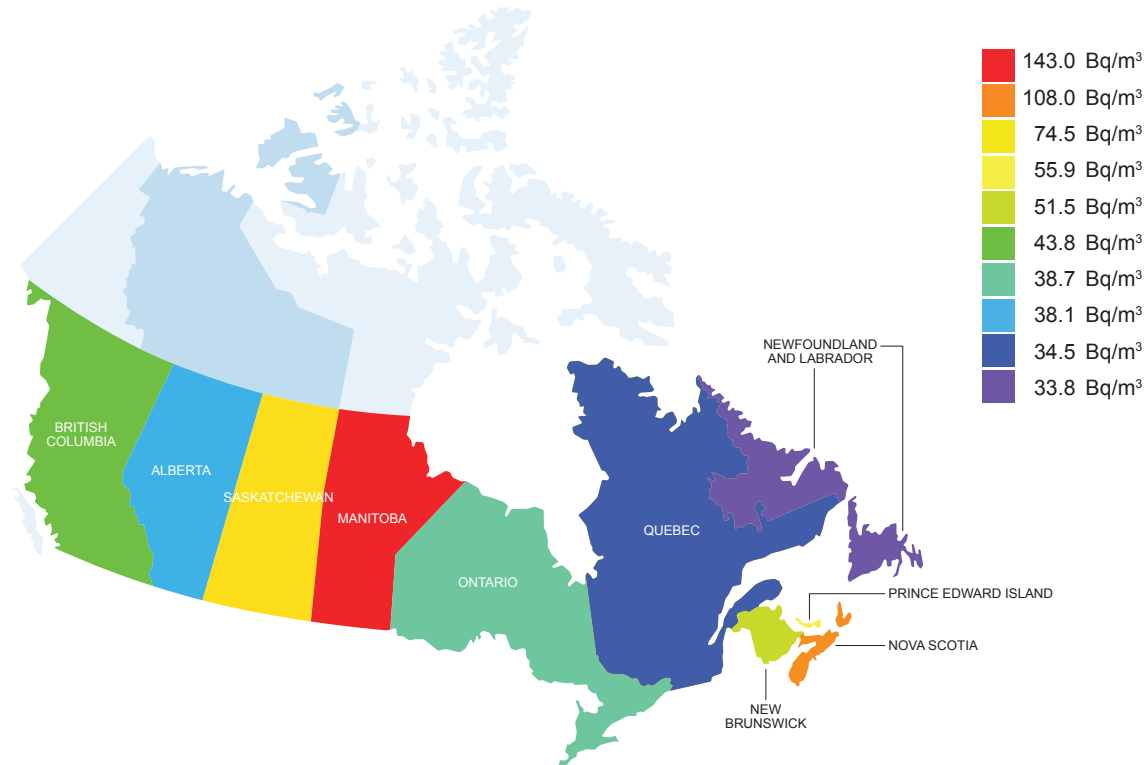 143.0 Bq/m³
108.0 Bq/m³
74.5 Bq/m³
55.9 Bq/m³
51.5 Bq/m³
43.8 Bq/m³
38.7 Bq/m³
38.1 Bq/m³
34.5 Bq/m³
33.8 Bq/m³
NEWFOUNDLAND
AND LABRADOR
BRITISH
COLUMBIA
ALBERTA
SASKATCHEWAN
MANITOBA
ONTARIO
QUEBEC
PRINCE EDWARD ISLAND
NOVA SCOTIA
NEW
BRUNSWICK